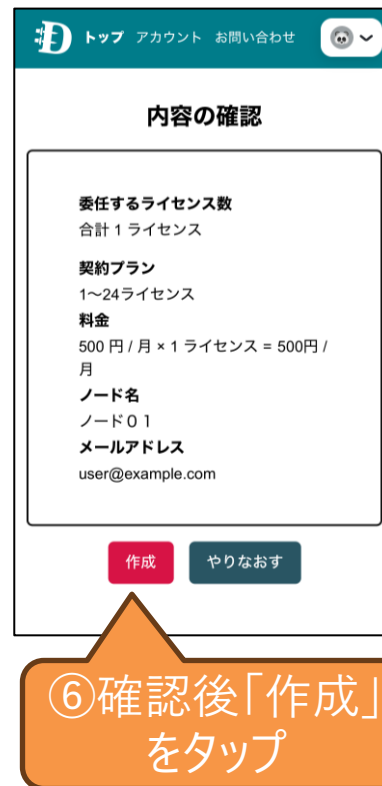 トップ アカウント お問い合わせ
内容の確認
委任するライセンス数
合計 1 ライセンス
契約プラン
1〜24ライセンス
料金
500 円 / 月 × 1 ライセンス = 500円 /
月
ノード名
ノード０１
メールアドレス
user@example.com
作成 やりなおす
⑥確認後「作成」
をタップ